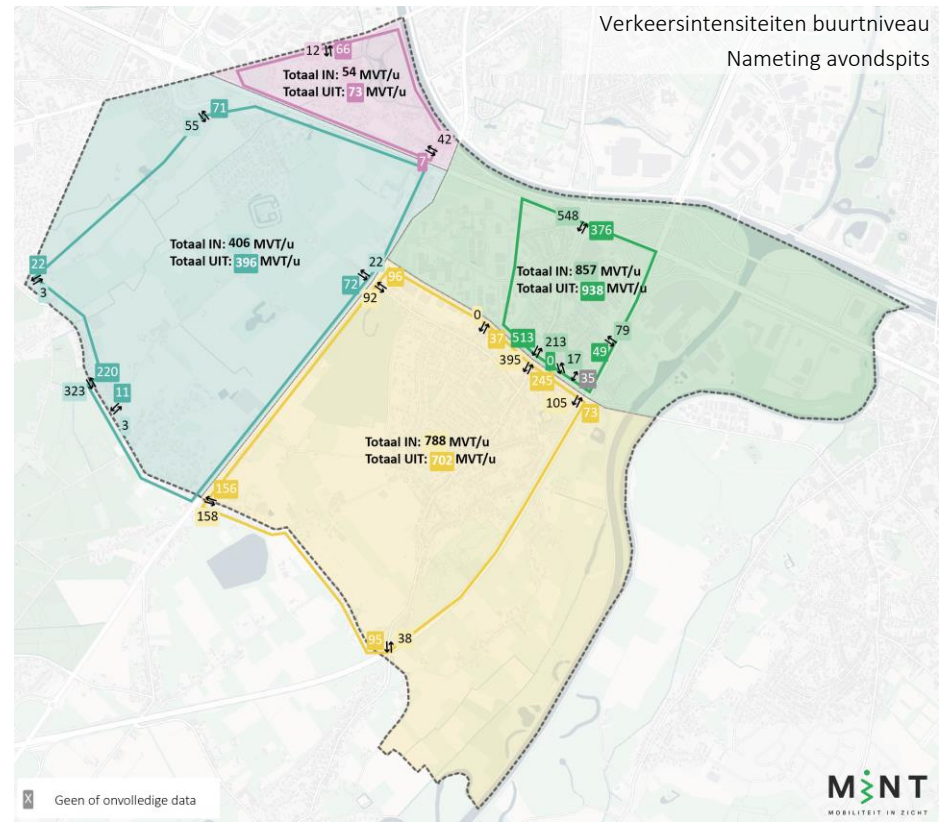 Verkeersintensiteiten buurtniveau
Nameting avondspits
12 66
Totaal IN: 54 MVT/u
Totaal UIT: 73 MVT/u
42
7
71
55
Totaal IN: 406 MVT/u
Totaal UIT: 396 MVT/u
22
3
22
72
220
323
11
3
548
376
Totaal IN: 857 MVT/u
Totaal UIT: 938 MVT/u
79
49
513
213
0
17
35
96
92
0
37
395
245
105
73
Totaal IN: 788 MVT/u
Totaal UIT: 702 MVT/u
156
158
95
38
X Geen of onvolledige data
MINT
MOBILITEIT IN ZICHT